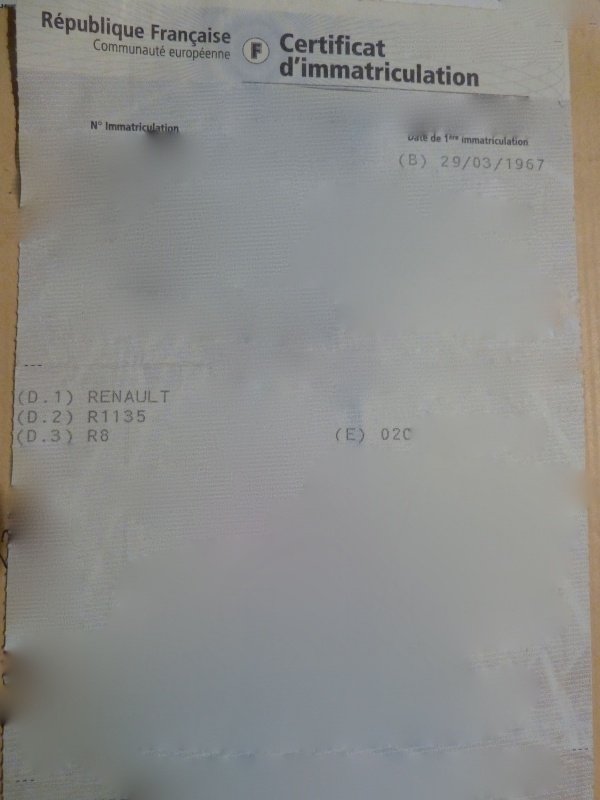 République Française
Communauté européenne
F
Certificat
d'immatriculation
N° Immatriculation
Date de 1ère immatriculation
(B) 29/03/1967
(D.1) RENAULT
(D.2) R1135
(D.3) R8
(E) 02C